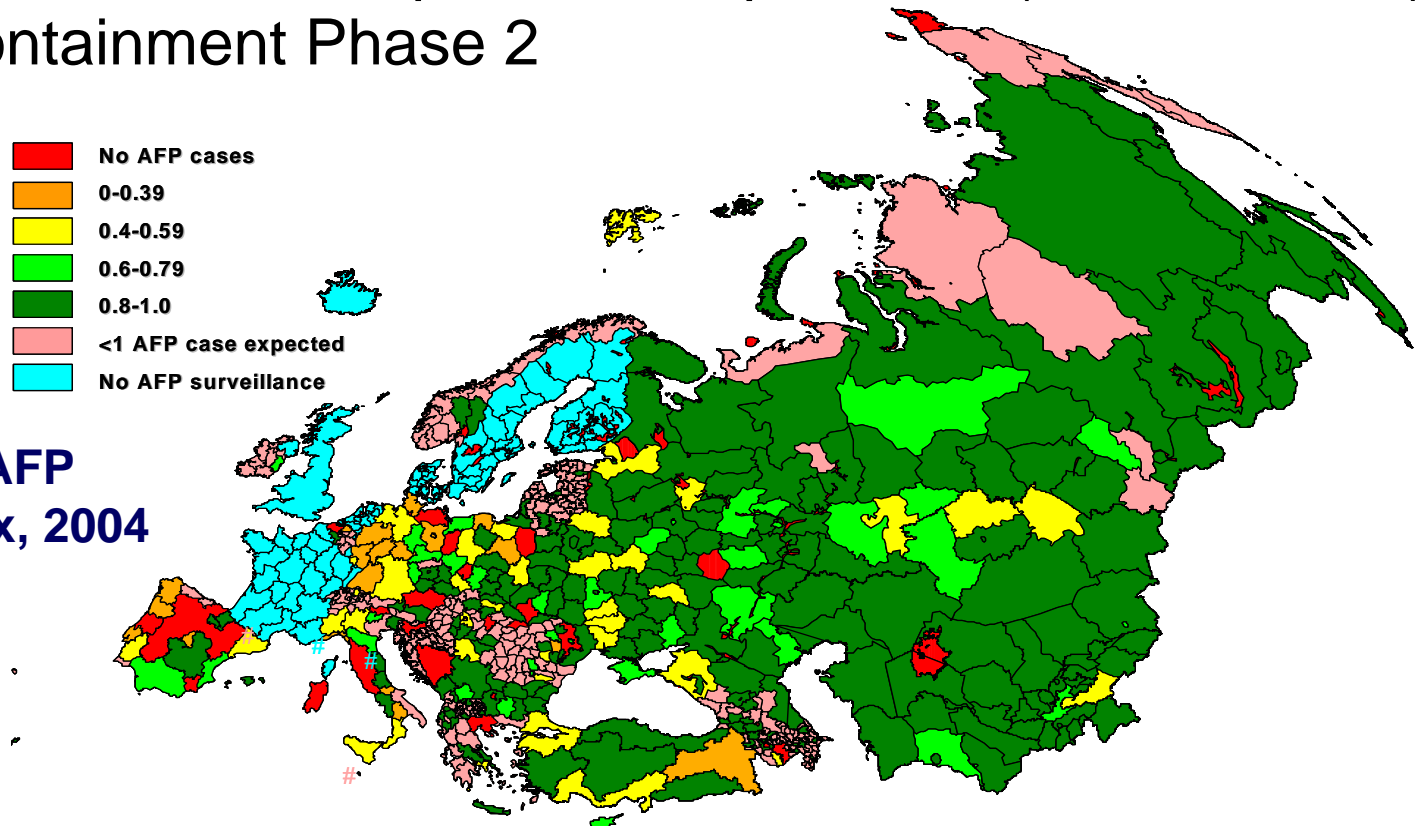 ontainment Phase 2
No AFP cases
0-0.39
0.4-0.59
0.6-0.79
0.8-1.0
<1 AFP case expected
No AFP surveillance
AFP
x, 2004
#
#
#
#